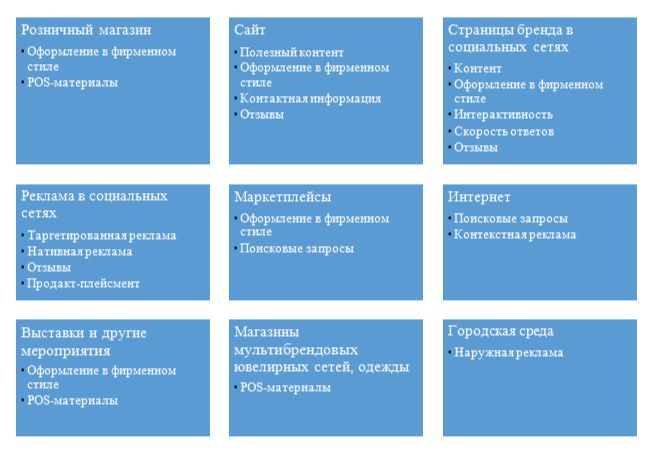 Розничный магазин
• Оформление в фирменном
стиле
• POS-материалы
Сайт
• Полезный контент
• Оформление в фирменном
стиле
• Контактная информация
• Отзывы
Страницы бренда в
социальных сетях
• Контент
• Оформление в фирменном
стиле
• Интерактивность
• Скорость ответов
• Отзывы
Реклама в социальных
сетях
• Таргетированная реклама
• Нативная реклама
• Отзывы
• Продакт-плейсмент
Маркетплейсы
• Оформление в фирменном
стиле
• Поисковые запросы
Интернет
• Поисковые запросы
• Контекстная реклама
Выставки и другие
мероприятия
• Оформление в фирменном
стиле
• POS-материалы
Магазины
мультибрендовых
ювелирных сетей, одежды
• POS-материалы
Городская среда
• Наружная реклама